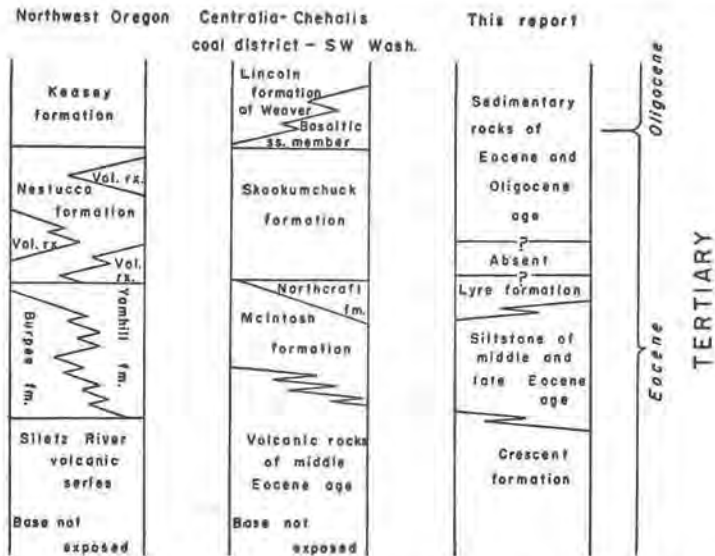 Northwest Oregon
Keasey
formation
Vol. rx.
Nestucca
formation
Vol. rx
Vol.
rx.
Yamhill fm.
Burpee fm.
Siletz River
volcanic
series
Base not
exposed
Centralia-Chehalis
coal district - SW Wash.
Lincoln
formation
of Weaver
Basaltic
ss. member
Skookumchuck
formation
Northcraft
fm.
McIntosh
formation
Volcanic rocks
of middle
Eocene age
Base not
exposed
This report
Sedimentary
rocks of
Eocene and
Oligocene
age
?
Absent
?
Lyre formation
Siltstone of
middle and
late Eocene
age
Crescent
formation
Oligocene
Eocene
TERTIARY